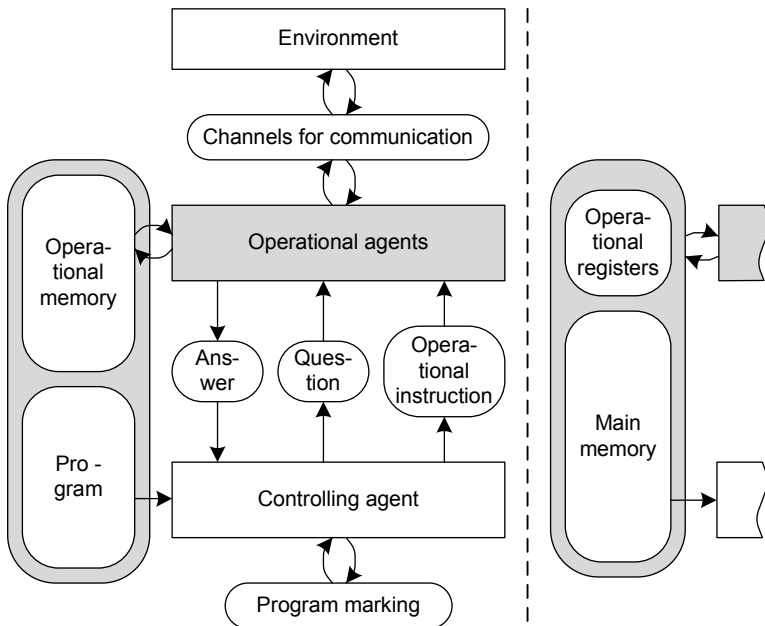 Environment
Channels for communication
Opera-
tional
memory
Operational agents
Ans-
wer
Ques-
tion
Opera-
tional
instruction
Pro -
gram
Controlling agent
Program marking
Opera-
tional
registers
Main
memory